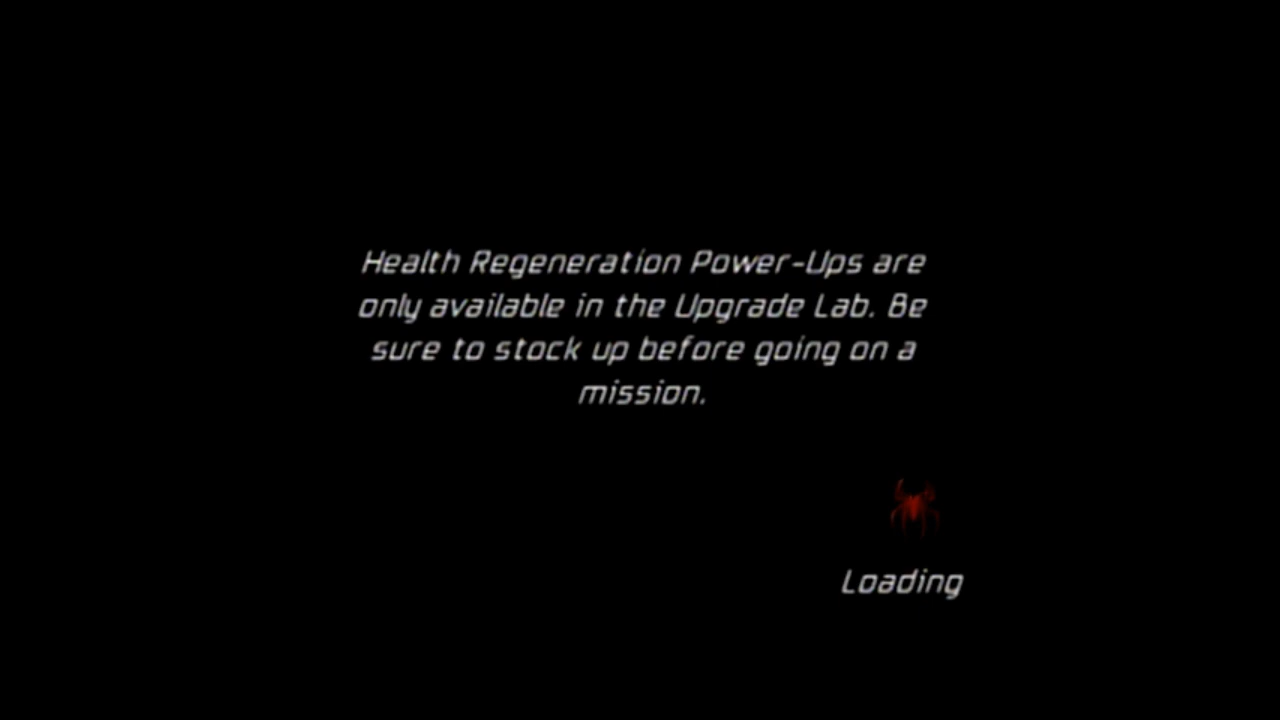 Health Regeneration Power-Ups are
only available in the Upgrade Lab. Be
sure to stock up before going on a
mission.
Loading